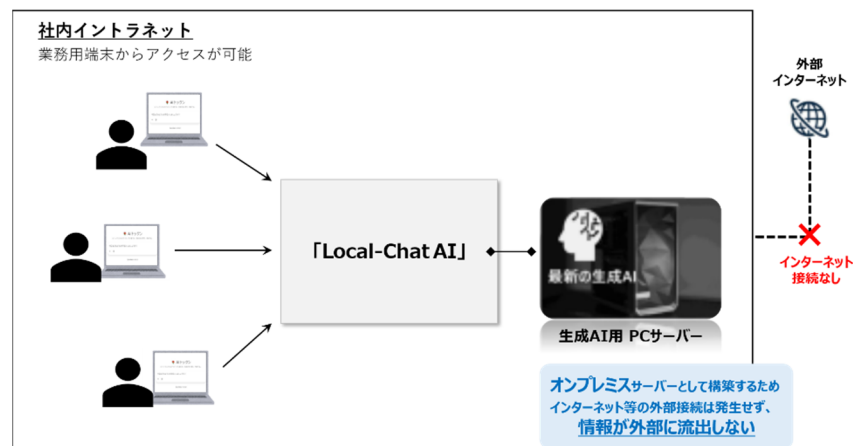 社内イントラネット
業務用端末からアクセスが可能
外部
インターネット
「Local-Chat AI」
最新の生成AI
生成AI用 PCサーバー
インターネット
接続なし
オンプレミスサーバーとして構築するため
インターネット等の外部接続は発生せず、
情報が外部に流出しない